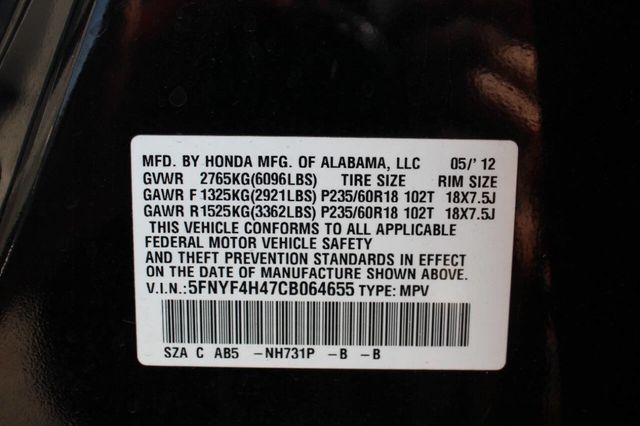 MFD. BY HONDA MFG. OF ALABAMA, LLC 05/'12
GVWR 2765KG(6096LBS) TIRE SIZE RIM SIZE
GAWR F 1325KG(2921LBS) P235/60R18 102T 18X7.5J
GAWR R 1525KG(3362LBS) P235/60R18 102T 18X7.5J
THIS VEHICLE CONFORMS TO ALL APPLICABLE
FEDERAL MOTOR VEHICLE SAFETY
AND THEFT PREVENTION STANDARDS IN EFFECT
ON THE DATE OF MANUFACTURE SHOWN ABOVE.
V.I.N.:5FNYF4H47CB064655 TYPE: MPV
SZA C AB5 -NH731P -B -B